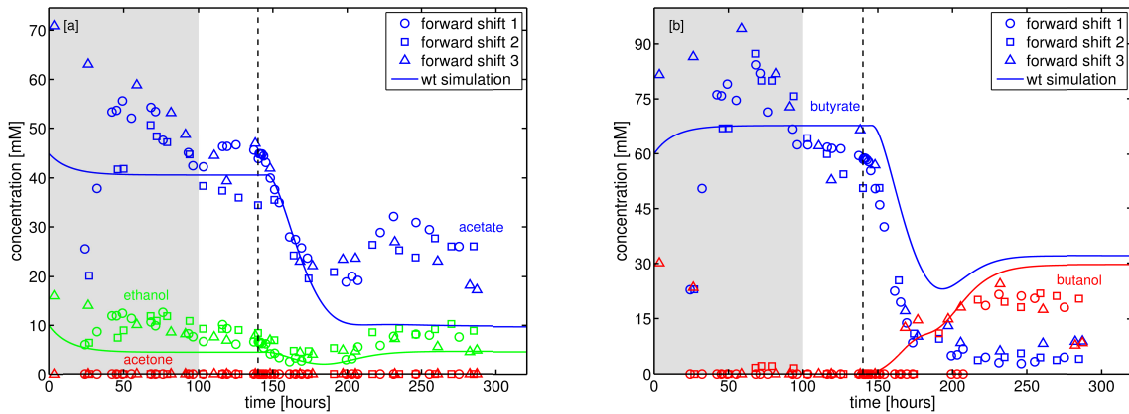 [a]
forward shift 1
forward shift 2
forward shift 3
wt simulation
70
60
50
40
30
20
10
0
concentration [mM]
acetate
ethanol
acetone
0 50 100 150 200 250 300
time [hours]
[b]
forward shift 1
forward shift 2
forward shift 3
wt simulation
90
75
60
45
30
15
0
concentration [mM]
butyrate
butanol
0 50 100 150 200 250 300
time [hours]